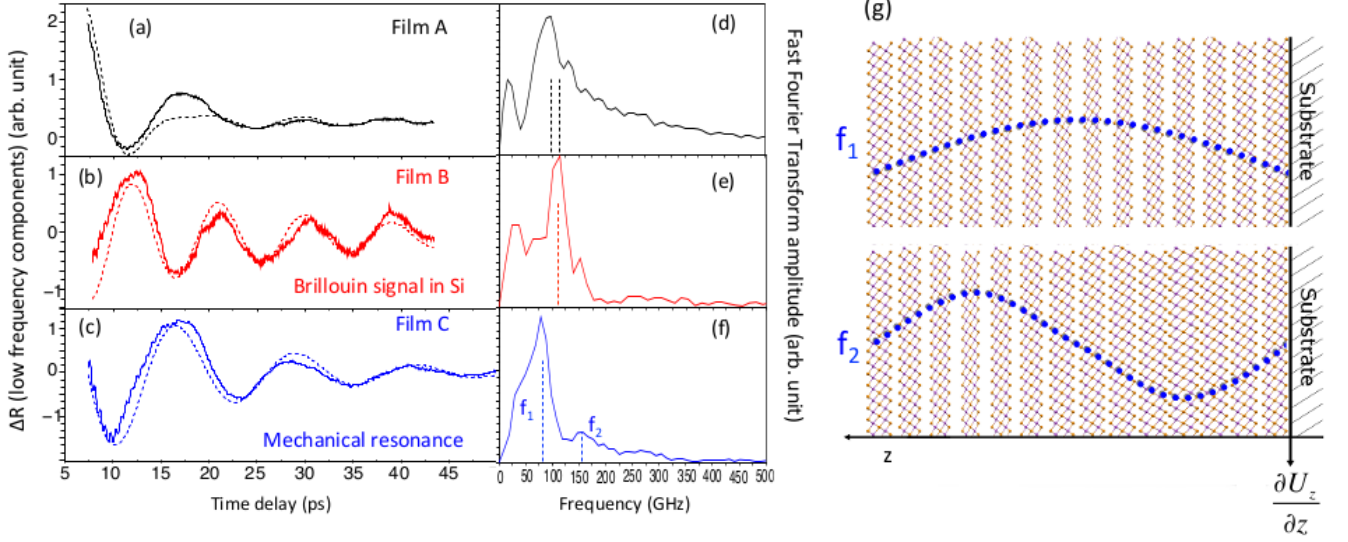 ΔR (low frequency components) (arb. unit)
2
1
0
(a)
Film A
1
0
−1
(b)
Film B
Brillouin signal in Si
1
0
−1
(c)
Film C
Mechanical resonance
5 10 15 20 25 30 35 40 45
Time delay (ps)
(d)
(e)
(f)
f1
f2
0 50 100 150 200 250 300 350 400 450 500
Frequency (GHz)
Fast Fourier Transform amplitude (arb. unit)
(g)
f1
Substrate
f2
Substrate
z
∂Uz
∂z